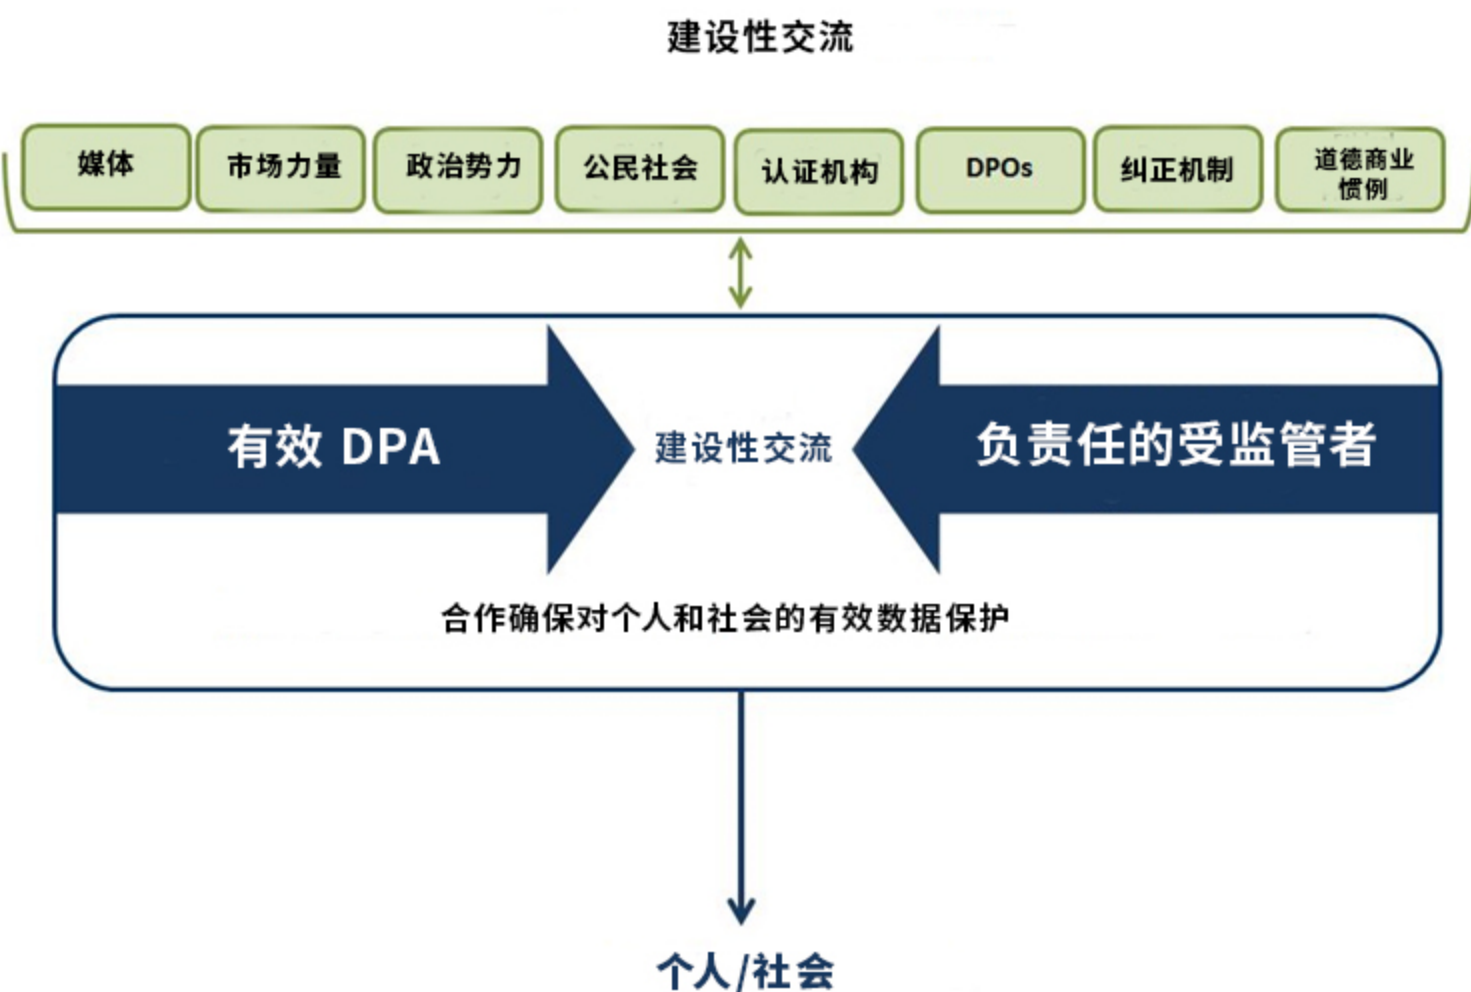 建设性交流
媒体
市场力量
政治势力
公民社会
认证机构
DPOs
纠正机制
道德商业
惯例
有效 DPA
建设性交流
负责任的受监管者
合作确保对个人和社会的有效数据保护
个人/社会